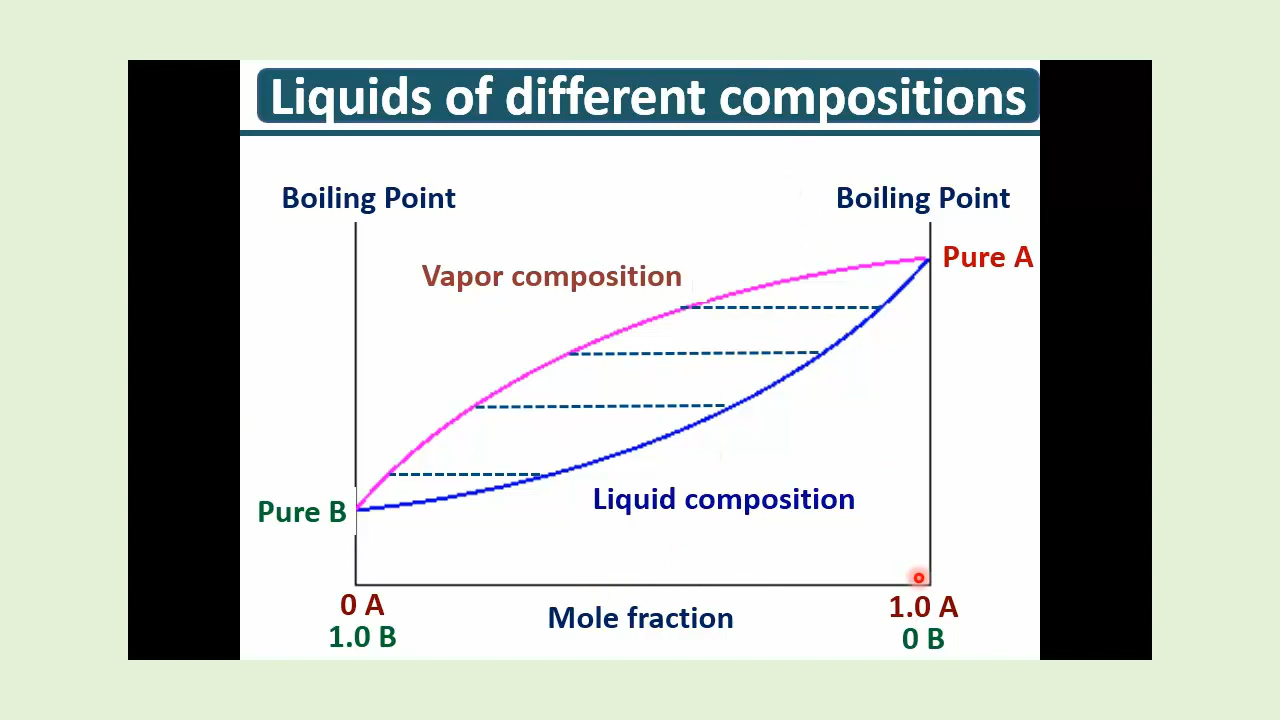 Liquids of different compositions
Boiling Point
Boiling Point
Pure A
Vapor composition
Liquid composition
Pure B
0 A
1.0 B
Mole fraction
1.0 A
0 B